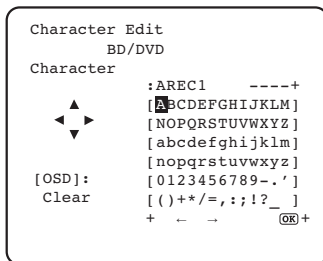 Character Edit
BD/DVD
Character
:AREC1 ----+
[ABCDEFGHIJKLM]
[NOPQRSTUVWXYZ]
[abcdefghijklm]
[nopqrstuvwxyz]
[OSD]: [0123456789-.']
Clear [()+*/=,:;!?_ ]
+ ← → OK+